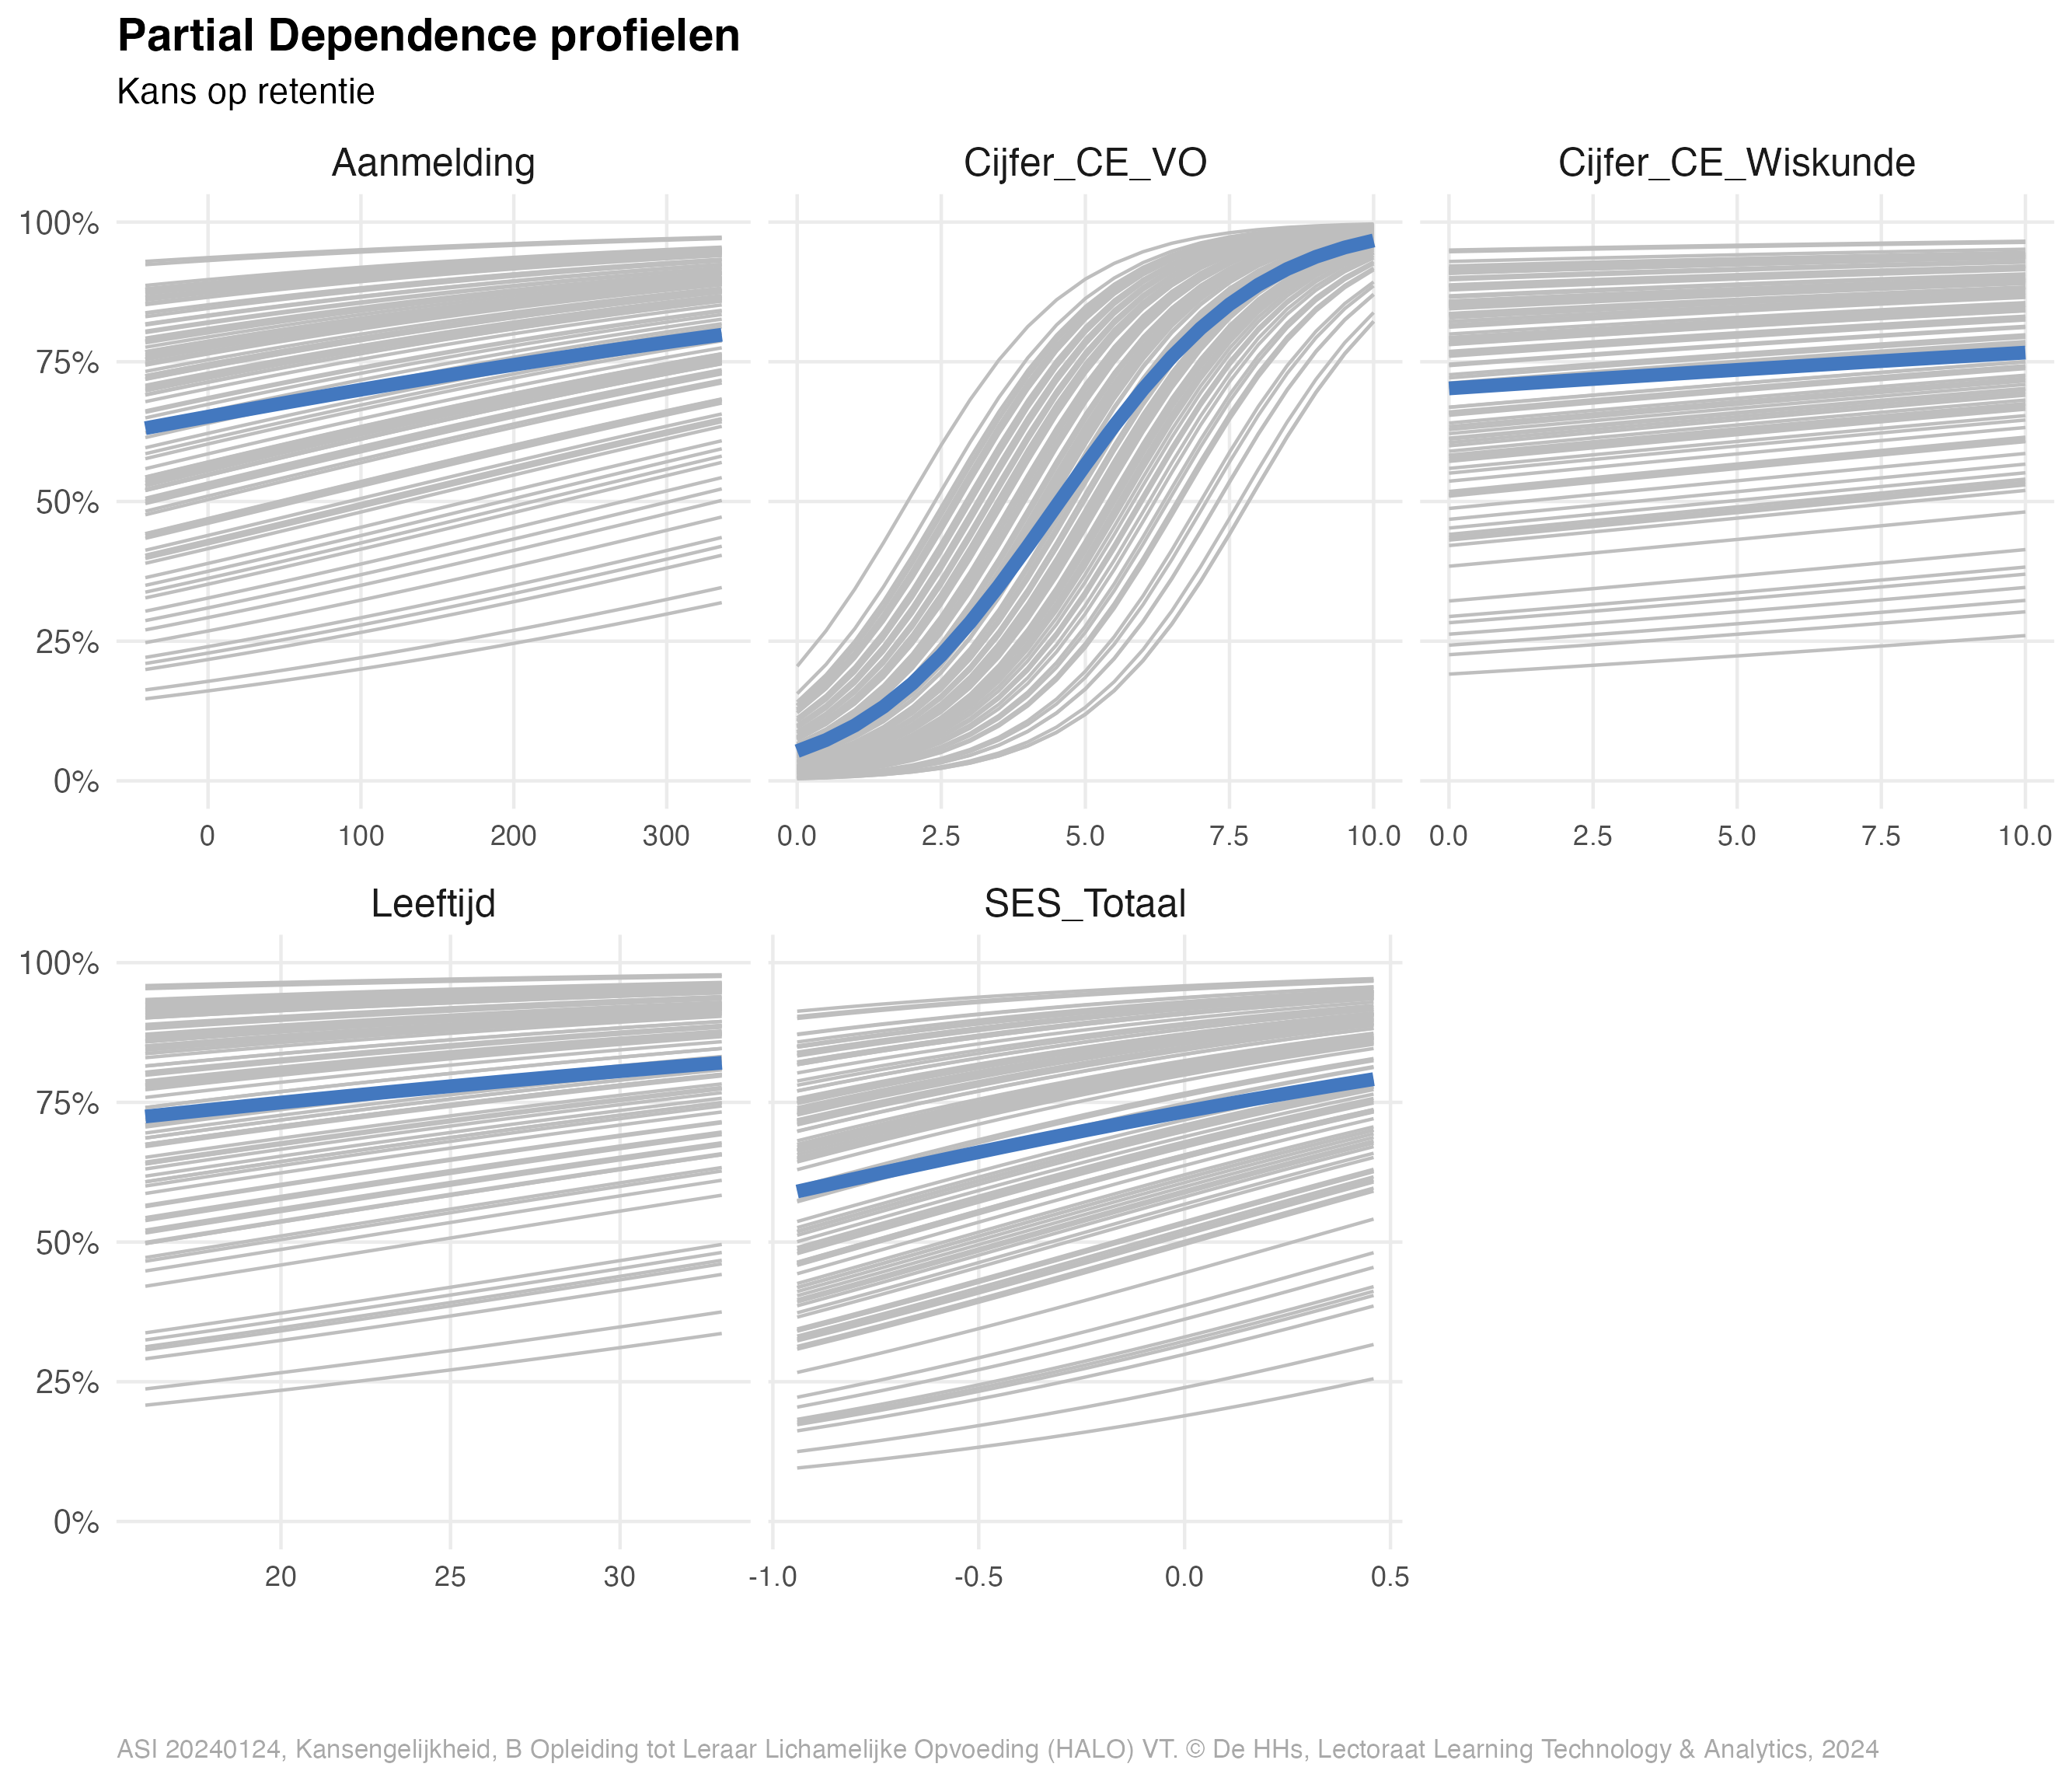 Partial Dependence profielen
Kans op retentie
Aanmelding
Cijfer_CE_VO
Cijfer_CE_Wiskunde
100%
75%
50%
25%
0%
0 100 200 300
0.0 2.5 5.0 7.5 10.0
0.0 2.5 5.0 7.5 10.0
Leeftijd
SES_Totaal
100%
75%
50%
25%
0%
20 25 30
-1.0 -0.5 0.0 0.5
ASI 20240124, Kansengelijkheid, B Opleiding tot Leraar Lichamelijke Opvoeding (HALO) VT. © De HHs, Lectoraat Learning Technology & Analytics, 2024